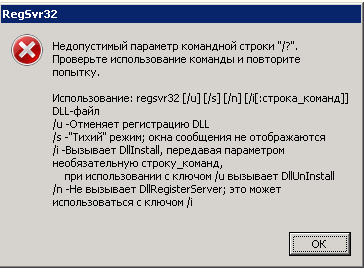 RegSvr32
Недопустимый параметр командной строки "/?".
Проверьте использование команды и повторите
попытку.
Использование: regsvr32 [/u] [/s] [/n] [/i[:строка_команд]]
DLL-файл
/u -Отменяет регистрацию DLL
/s -"Тихий" режим; окна сообщения не отображаются
/i -Вызывает DllInstall, передавая параметром
необязательную строку_команд,
при использовании с ключом /u вызывает DllUnInstall
/n -Не вызывает DllRegisterServer; это может
использоваться с ключом /i
OK